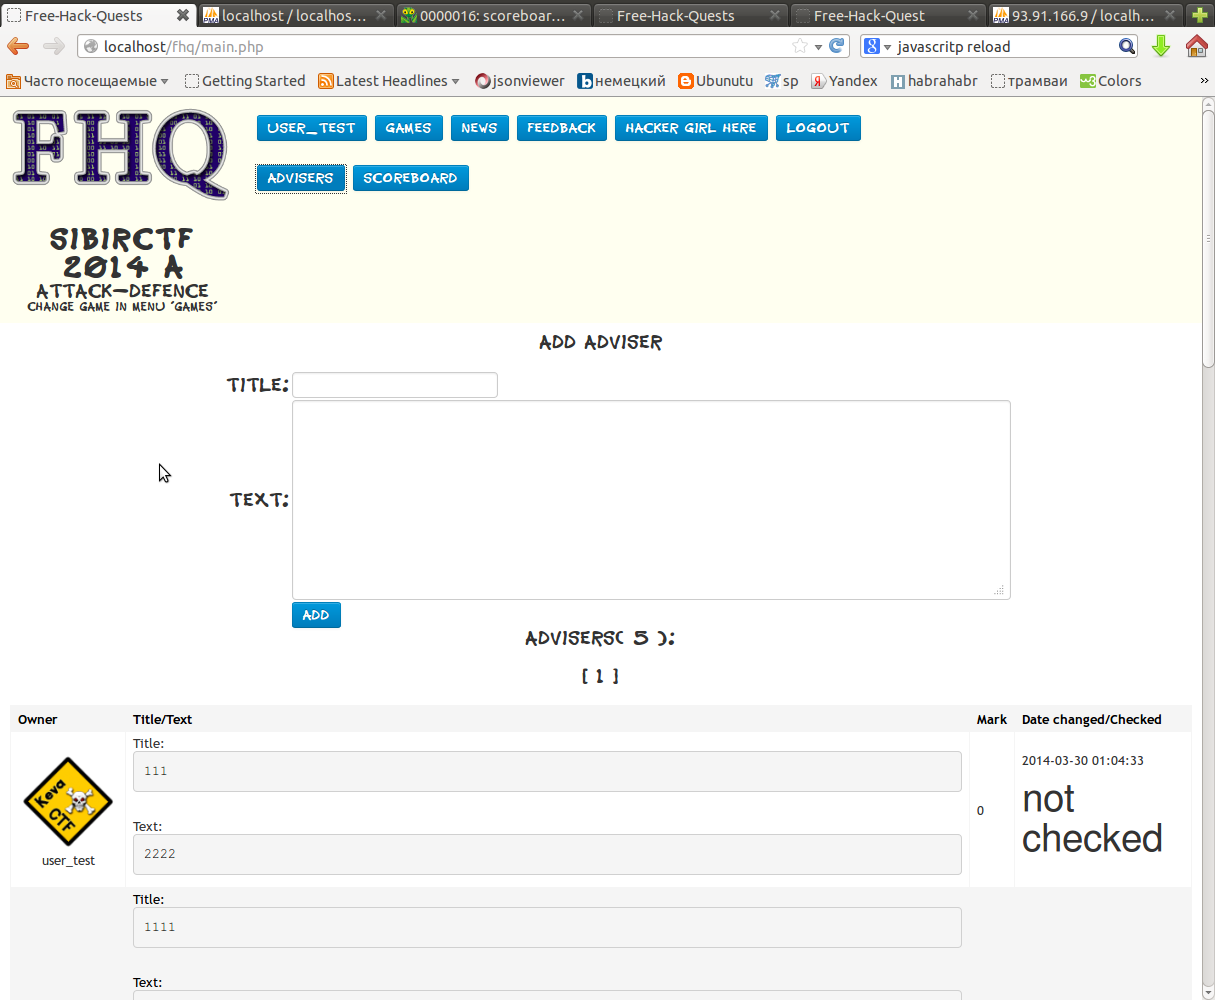 Free-Hack-Quests
localhost / localhos...
0000016: scoreboar...
Free-Hack-Quests
Free-Hack-Quest
93.91.166.9 / localh...
localhost/fhq/main.php
javascritp reload
Часто посещаемые
Getting Started
Latest Headlines
jsonviewer
немецкий
Ubunutu
sp
Yandex
habrahabr
трамваи
Colors
»
FHQ
USER_TEST
GAMES
NEWS
FEEDBACK
HACKER GIRL HERE
LOGOUT
ADVISERS
SCOREBOARD
SIBIRCTF
2014 A
ATTACK-DEFENCE
CHANGE GAME IN MENU 'GAMES'
ADD ADVISER
TITLE:
TEXT:
ADD
ADVISERS( 5 ):
[ 1 ]
Owner
Title/Text
Mark
Date changed/Checked
Keva
CTF
user_test
Title:
111
Text:
2222
0
2014-03-30 01:04:33
not
checked
Title:
1111
Text: